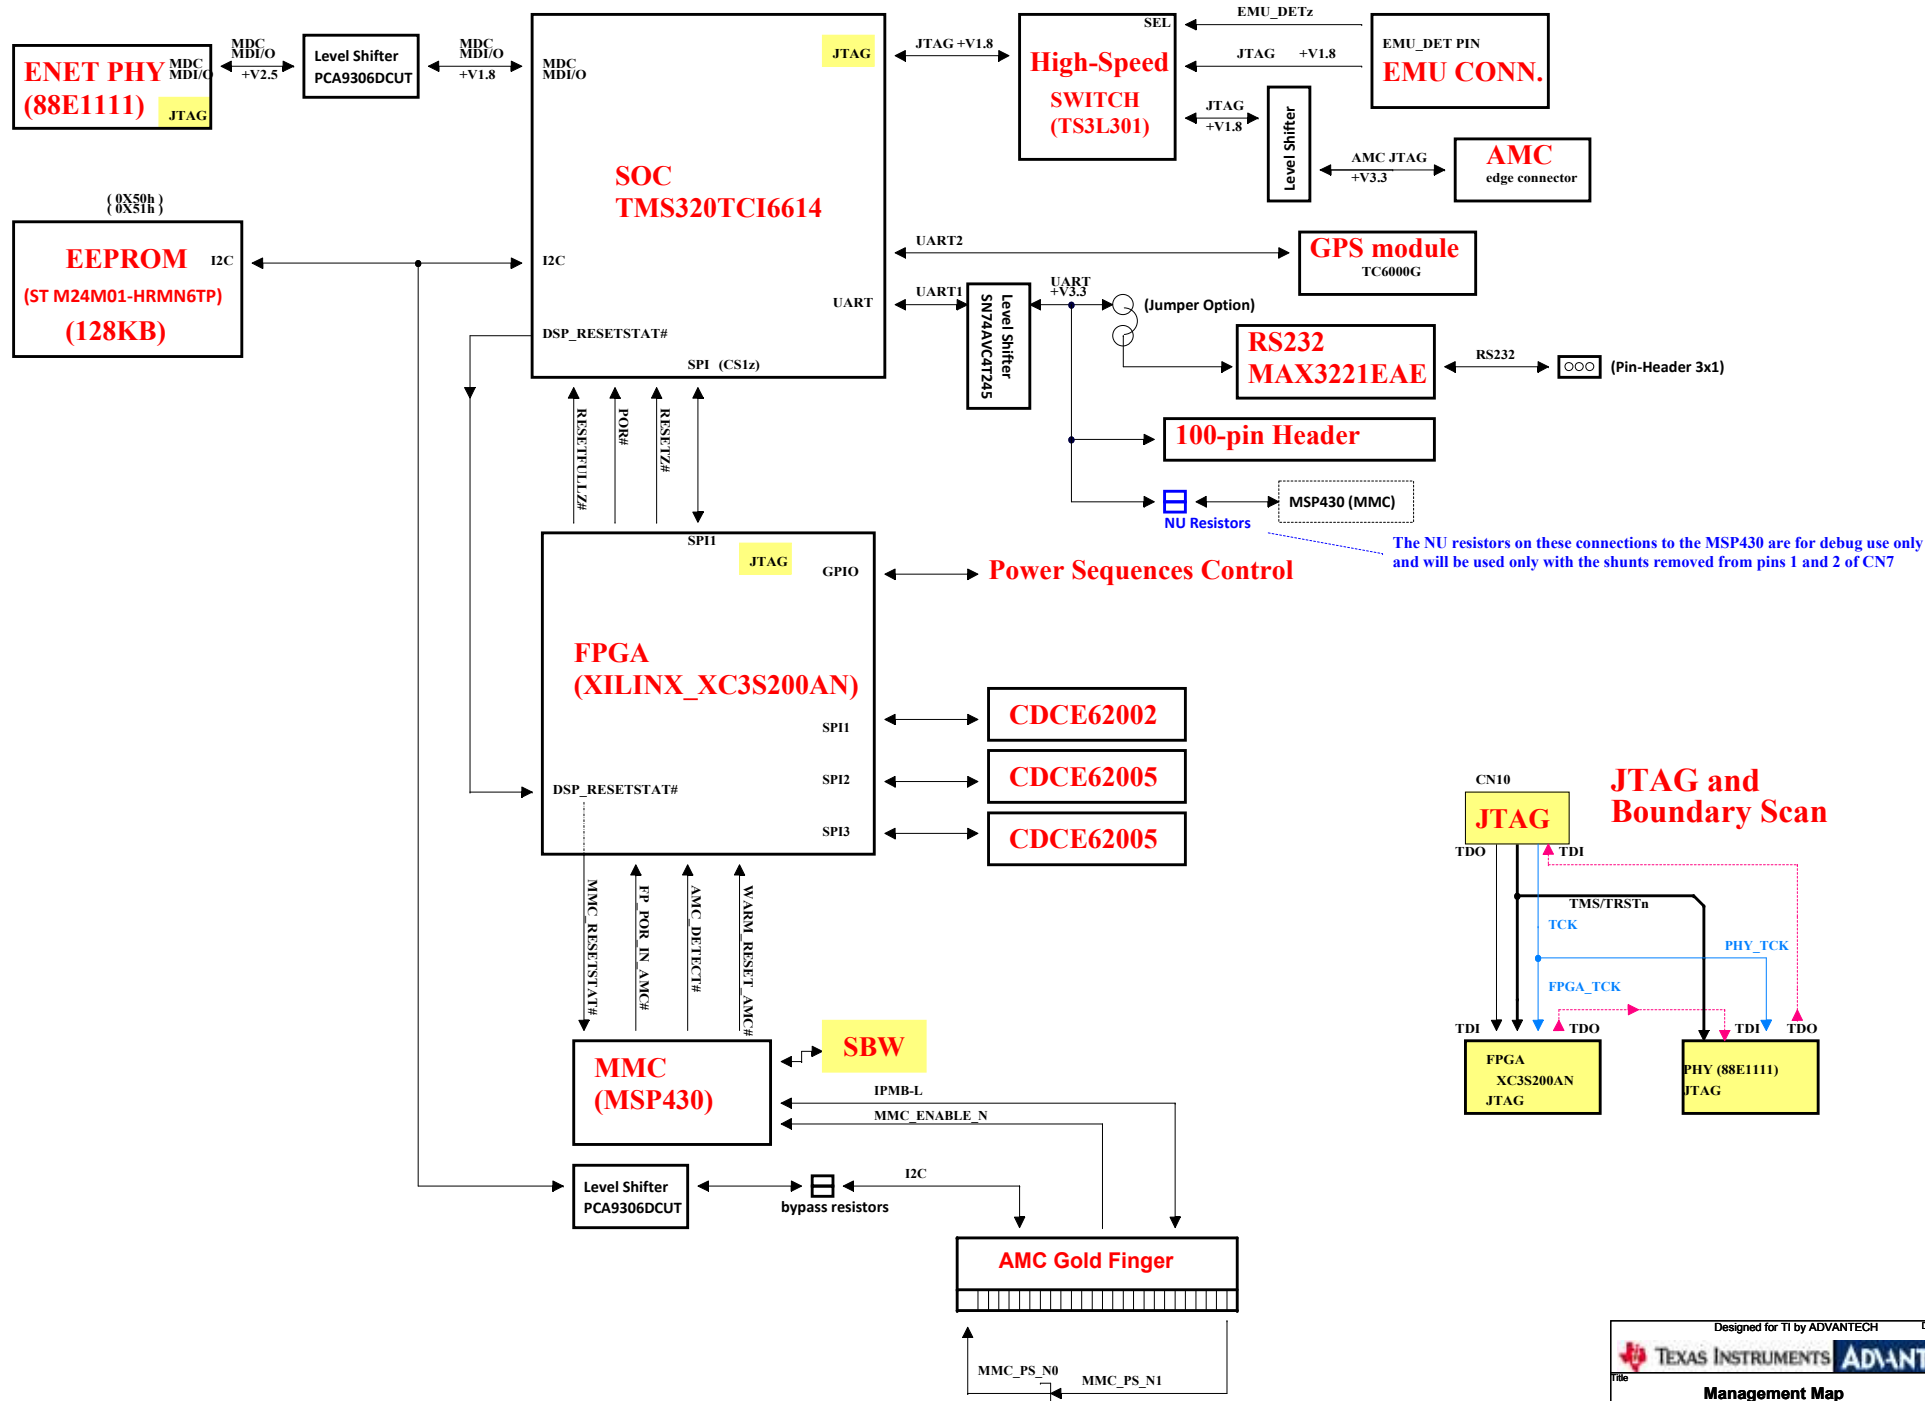 ENET PHY
(88E1111)
MDC
MDI/O
JTAG
MDC
MDI/O
+V2.5
Level Shifter
PCA9306DCUT
MDC
MDI/O
+V1.8
MDC
MDI/O
JTAG
SOC
TMS320TCI6614
I2C
UART
DSP_RESETSTAT#
SPI (CS1z)
JTAG +V1.8
SEL
High-Speed
SWITCH
(TS3L301)
EMU_DETz
JTAG +V1.8
EMU_DET PIN
EMU CONN.
JTAG
+V1.8
Level Shifter
AMC JTAG
+V3.3
AMC
edge connector
( 0X50h )
( 0X51h )
EEPROM
I2C
(ST M24M01-HRMN6TP)
(128KB)
UART2
GPS module
TC6000G
UART1
Level Shifter
SN74AVC4T245
UART
+V3.3
(Jumper Option)
RS232
MAX3221EAE
RS232
(Pin-Header 3x1)
100-pin Header
NU Resistors
MSP430 (MMC)
The NU resistors on these connections to the MSP430 are for debug use only
and will be used only with the shunts removed from pins 1 and 2 of CN7
RESETFULLZ#
POR#
RESETZ#
SPI1
JTAG
GPIO
Power Sequences Control
FPGA
(XILINX_XC3S200AN)
SPI1
CDCE62002
SPI2
CDCE62005
SPI3
CDCE62005
DSP_RESETSTAT#
MMC_RESETSTAT#
FP_POR_IN_AMC#
AMC_DETECT#
WARM_RESET_AMC#
MMC
(MSP430)
SBW
IPMB-L
MMC_ENABLE_N
Level Shifter
PCA9306DCUT
bypass resistors
I2C
AMC Gold Finger
MMC_PS_N0
MMC_PS_N1
CN10
JTAG
JTAG and
Boundary Scan
TDO
TDI
TMS/TRSTn
TCK
PHY_TCK
FPGA_TCK
TDI
TDO
TDI
TDO
FPGA
XC3S200AN
JTAG
PHY (88E1111)
JTAG
Designed for TI by ADVANTECH
TEXAS INSTRUMENTS
ADVANT
Title
Management Map